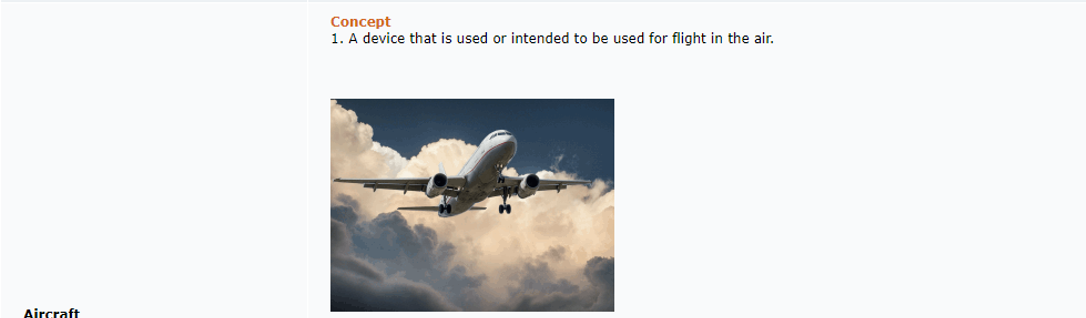 Concept
1. A device that is used or intended to be used for flight in the air.
Aircraft